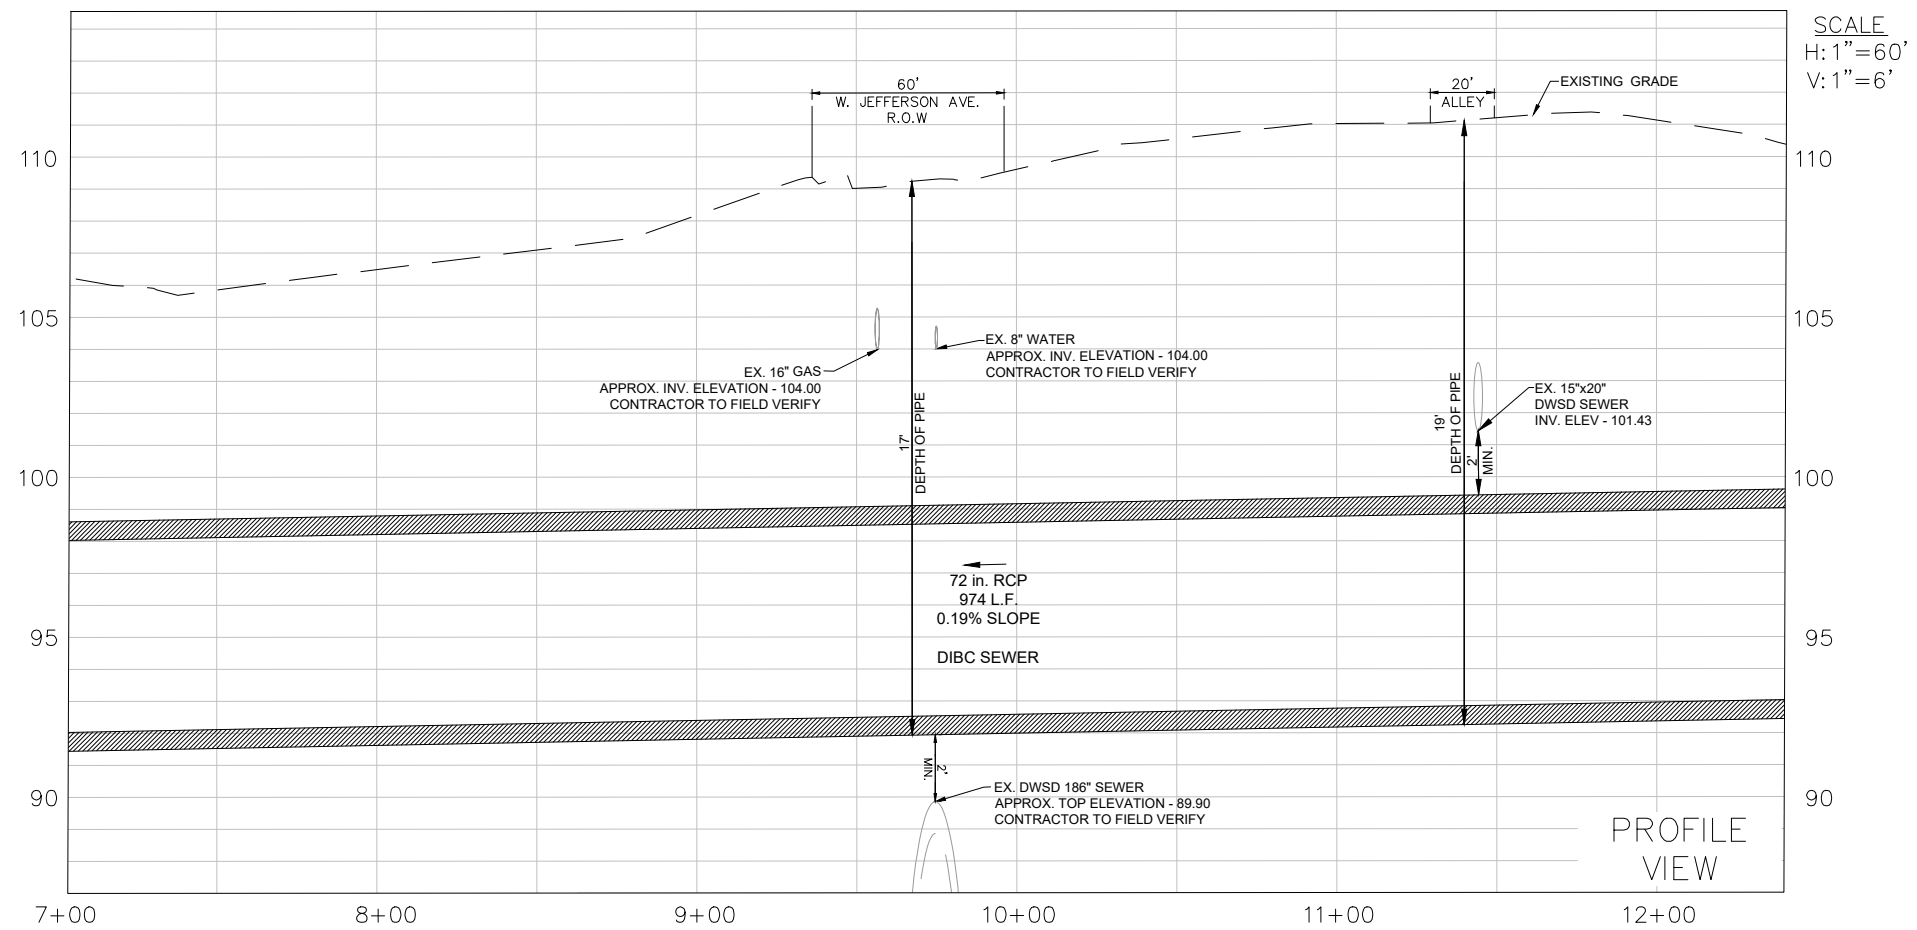 SCALE
H: 1"=60'
V: 1"=6'
60'
W. JEFFERSON AVE.
R.O.W
20'
ALLEY
EXISTING GRADE
110
110
105
105
EX. 16" GAS
APPROX. INV. ELEVATION - 104.00
CONTRACTOR TO FIELD VERIFY
EX. 8" WATER
APPROX. INV. ELEVATION - 104.00
CONTRACTOR TO FIELD VERIFY
17'
DEPTH OF PIPE
19'
DEPTH OF PIPE
EX. 15"x20"
DWSD SEWER
INV. ELEV - 101.43
2'
MIN.
100
100
72 in. RCP
974 L.F.
0.19% SLOPE
DIBC SEWER
95
95
2'
MIN.
EX. DWSD 186" SEWER
APPROX. TOP ELEVATION - 89.90
CONTRACTOR TO FIELD VERIFY
90
90
PROFILE
VIEW
7+00
8+00
9+00
10+00
11+00
12+00